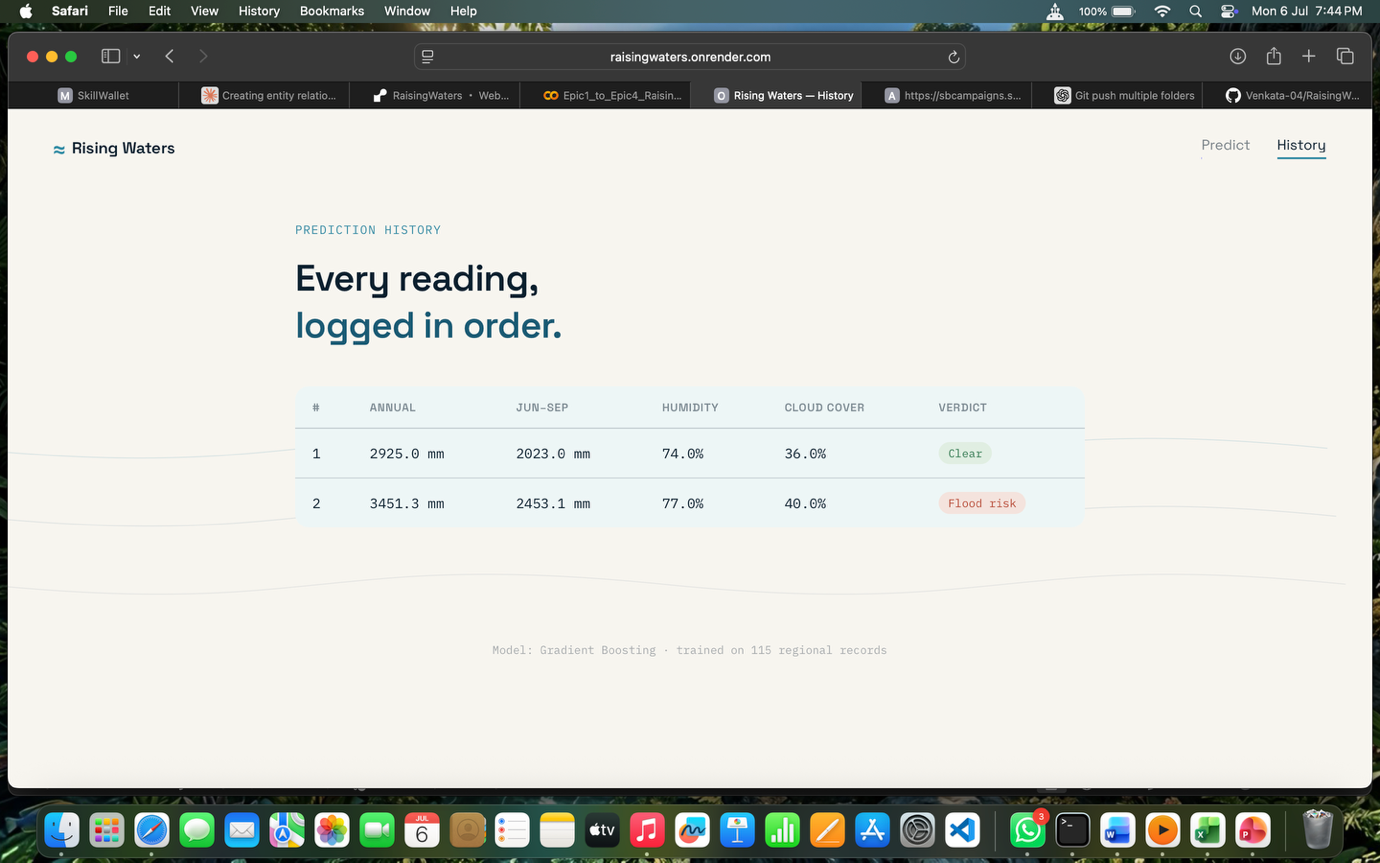 Safari File Edit View History Bookmarks Window Help
100% Mon 6 Jul 7:44 PM
raisingwaters.onrender.com
M SkillWallet
Creating entity relatio...
RaisingWaters • Web...
Epic1_to_Epic4_Raisin...
O Rising Waters — History
A https://sbcampaigns.s...
Git push multiple folders
Venkata-04/RaisingW...
≈ Rising Waters
Predict History
PREDICTION HISTORY
Every reading,
logged in order.
# ANNUAL JUN–SEP HUMIDITY CLOUD COVER VERDICT
1 2925.0 mm 2023.0 mm 74.0% 36.0% Clear
2 3451.3 mm 2453.1 mm 77.0% 40.0% Flood risk
Model: Gradient Boosting · trained on 115 regional records
JUL
6
tv
3
>_
W
X
P